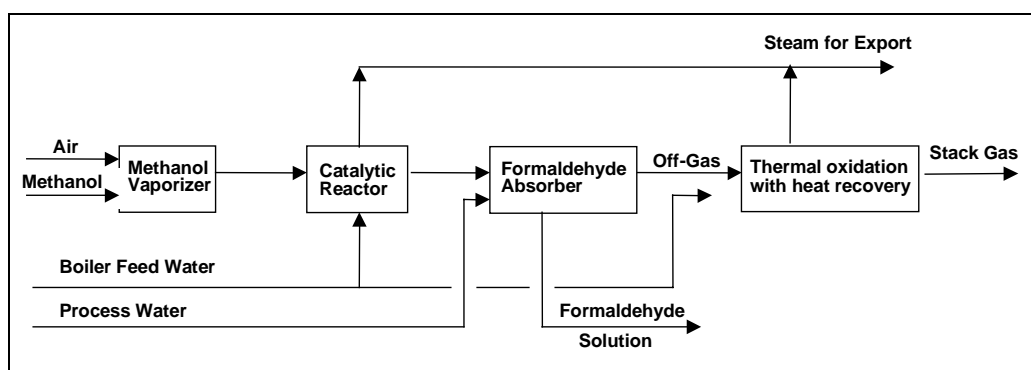 Steam for Export
Air
Methanol
Methanol
Vaporizer
Catalytic
Reactor
Formaldehyde
Absorber
Off-Gas
Thermal oxidation
with heat recovery
Stack Gas
Boiler Feed Water
Process Water
Formaldehyde
Solution